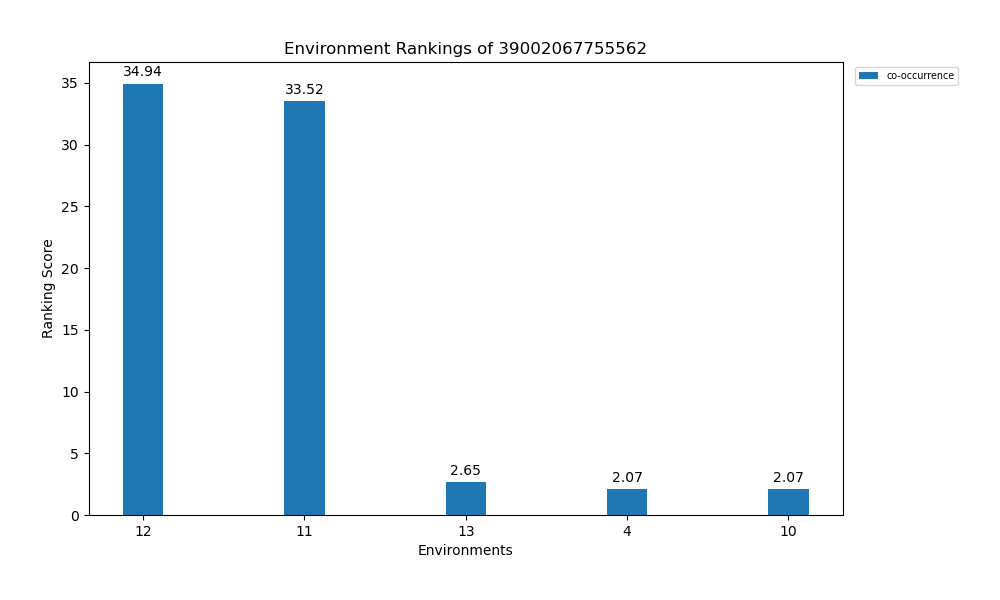 Environment Rankings of 39002067755562
co-occurrence
34.94
33.52
2.65
2.07
2.07
35
30
25
20
15
10
5
0
Ranking Score
12 11 13 4 10
Environments